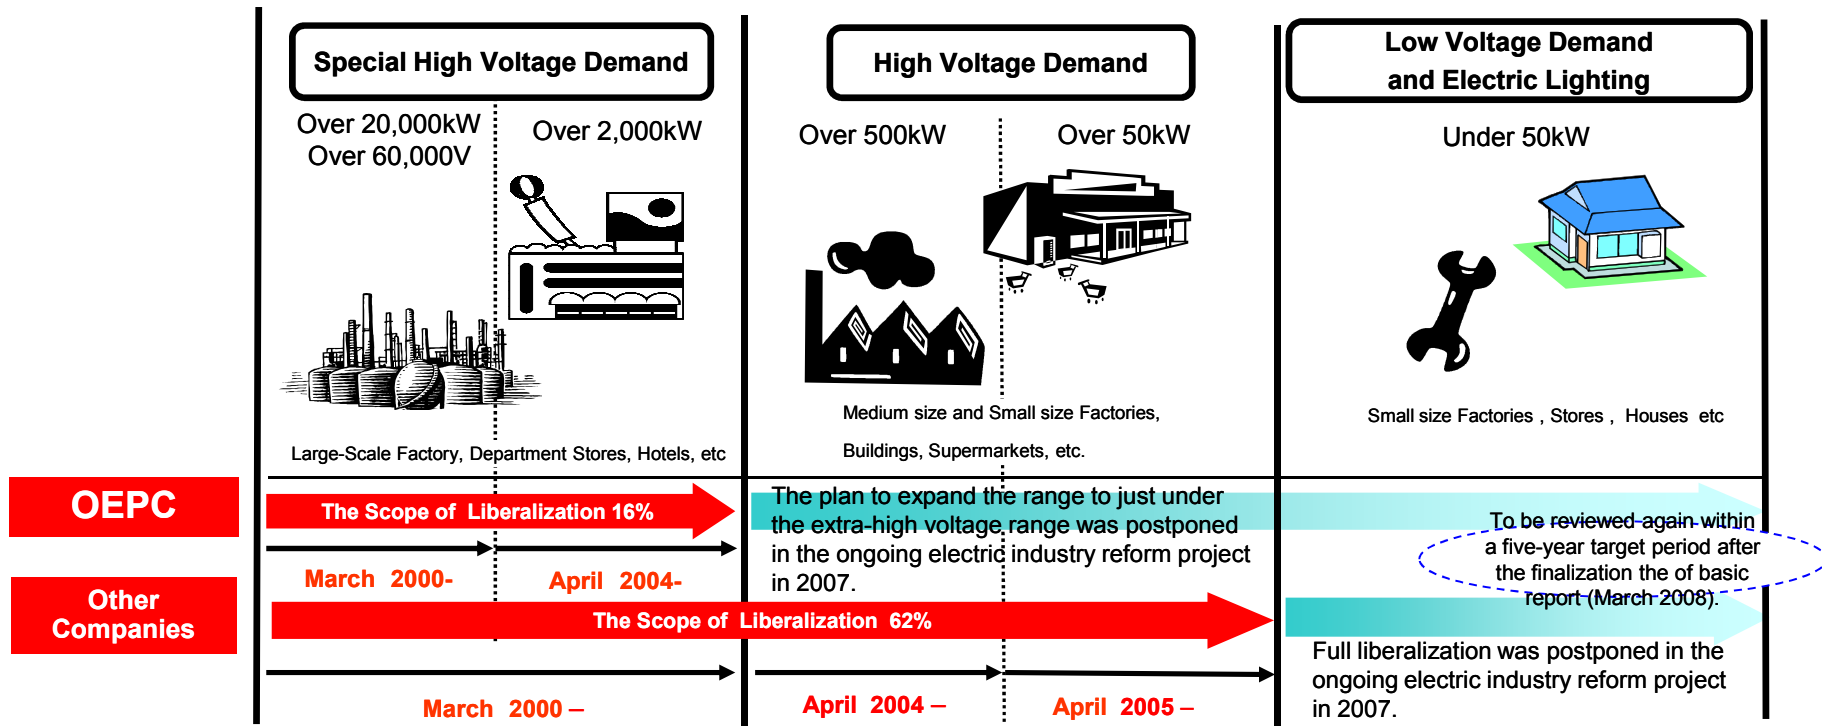 Special High Voltage Demand
High Voltage Demand
Low Voltage Demand
and Electric Lighting
Over 20,000kW
Over 60,000V
Over 2,000kW
Over 500kW
Over 50kW
Under 50kW
Large-Scale Factory, Department Stores, Hotels, etc
Medium size and Small size Factories,
Buildings, Supermarkets, etc.
Small size Factories , Stores , Houses etc
OEPC
The Scope of Liberalization 16%
March 2000-
April 2004-
The plan to expand the range to just under
the extra-high voltage range was postponed
in the ongoing electric industry reform project
in 2007.
To be reviewed again within
a five-year target period after
the finalization the of basic
report (March 2008).
Other
Companies
The Scope of Liberalization 62%
March 2000 –
April 2004 –
April 2005 –
Full liberalization was postponed in the
ongoing electric industry reform project
in 2007.